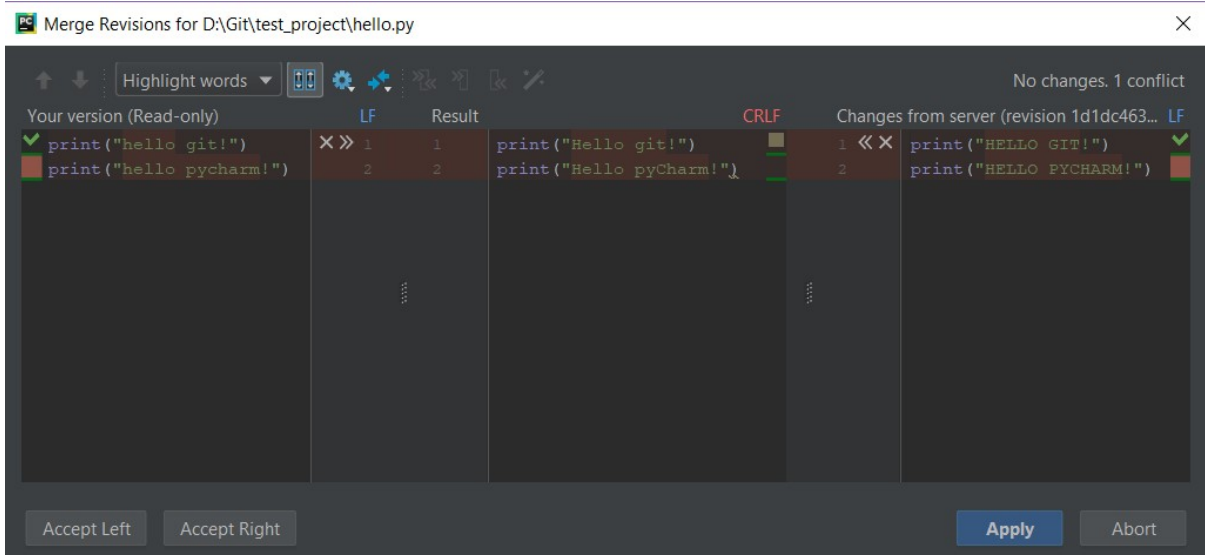 PC Merge Revisions for D:\Git\test_project\hello.py
Highlight words
No changes. 1 conflict
Your version (Read-only) LF Result CRLF Changes from server (revision 1d1dc463... LF
print("hello git!") 1 1 print("Hello git!") 1 print("HELLO GIT!")
print("hello pycharm!") 2 2 print("Hello pyCharm!") 2 print("HELLO PYCHARM!")
Accept Left Accept Right Apply Abort